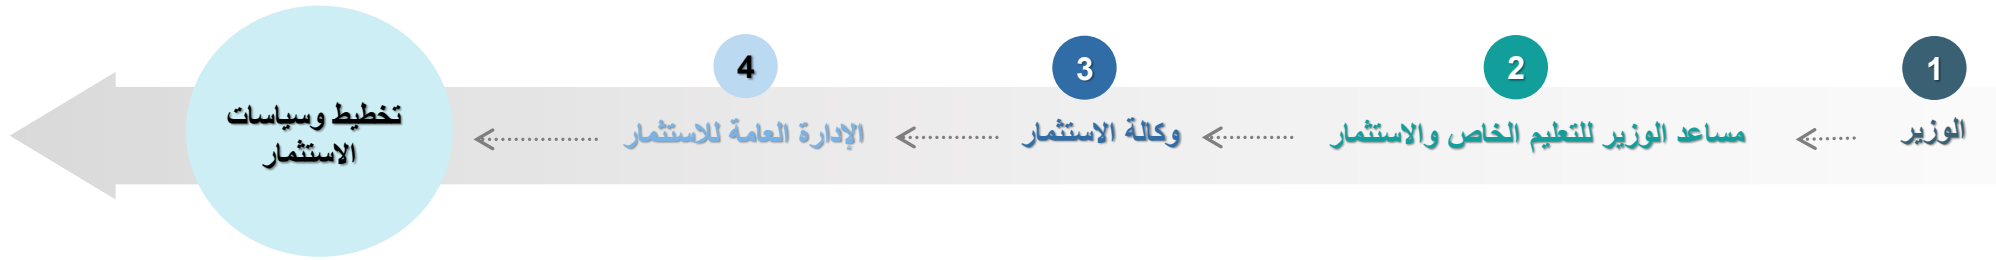 1
الوزير
2
مساعد الوزير للتعليم الخاص والاستثمار
3
وكالة الاستثمار
4
الإدارة العامة للاستثمار
تخطيط وسياسات
الاستثمار